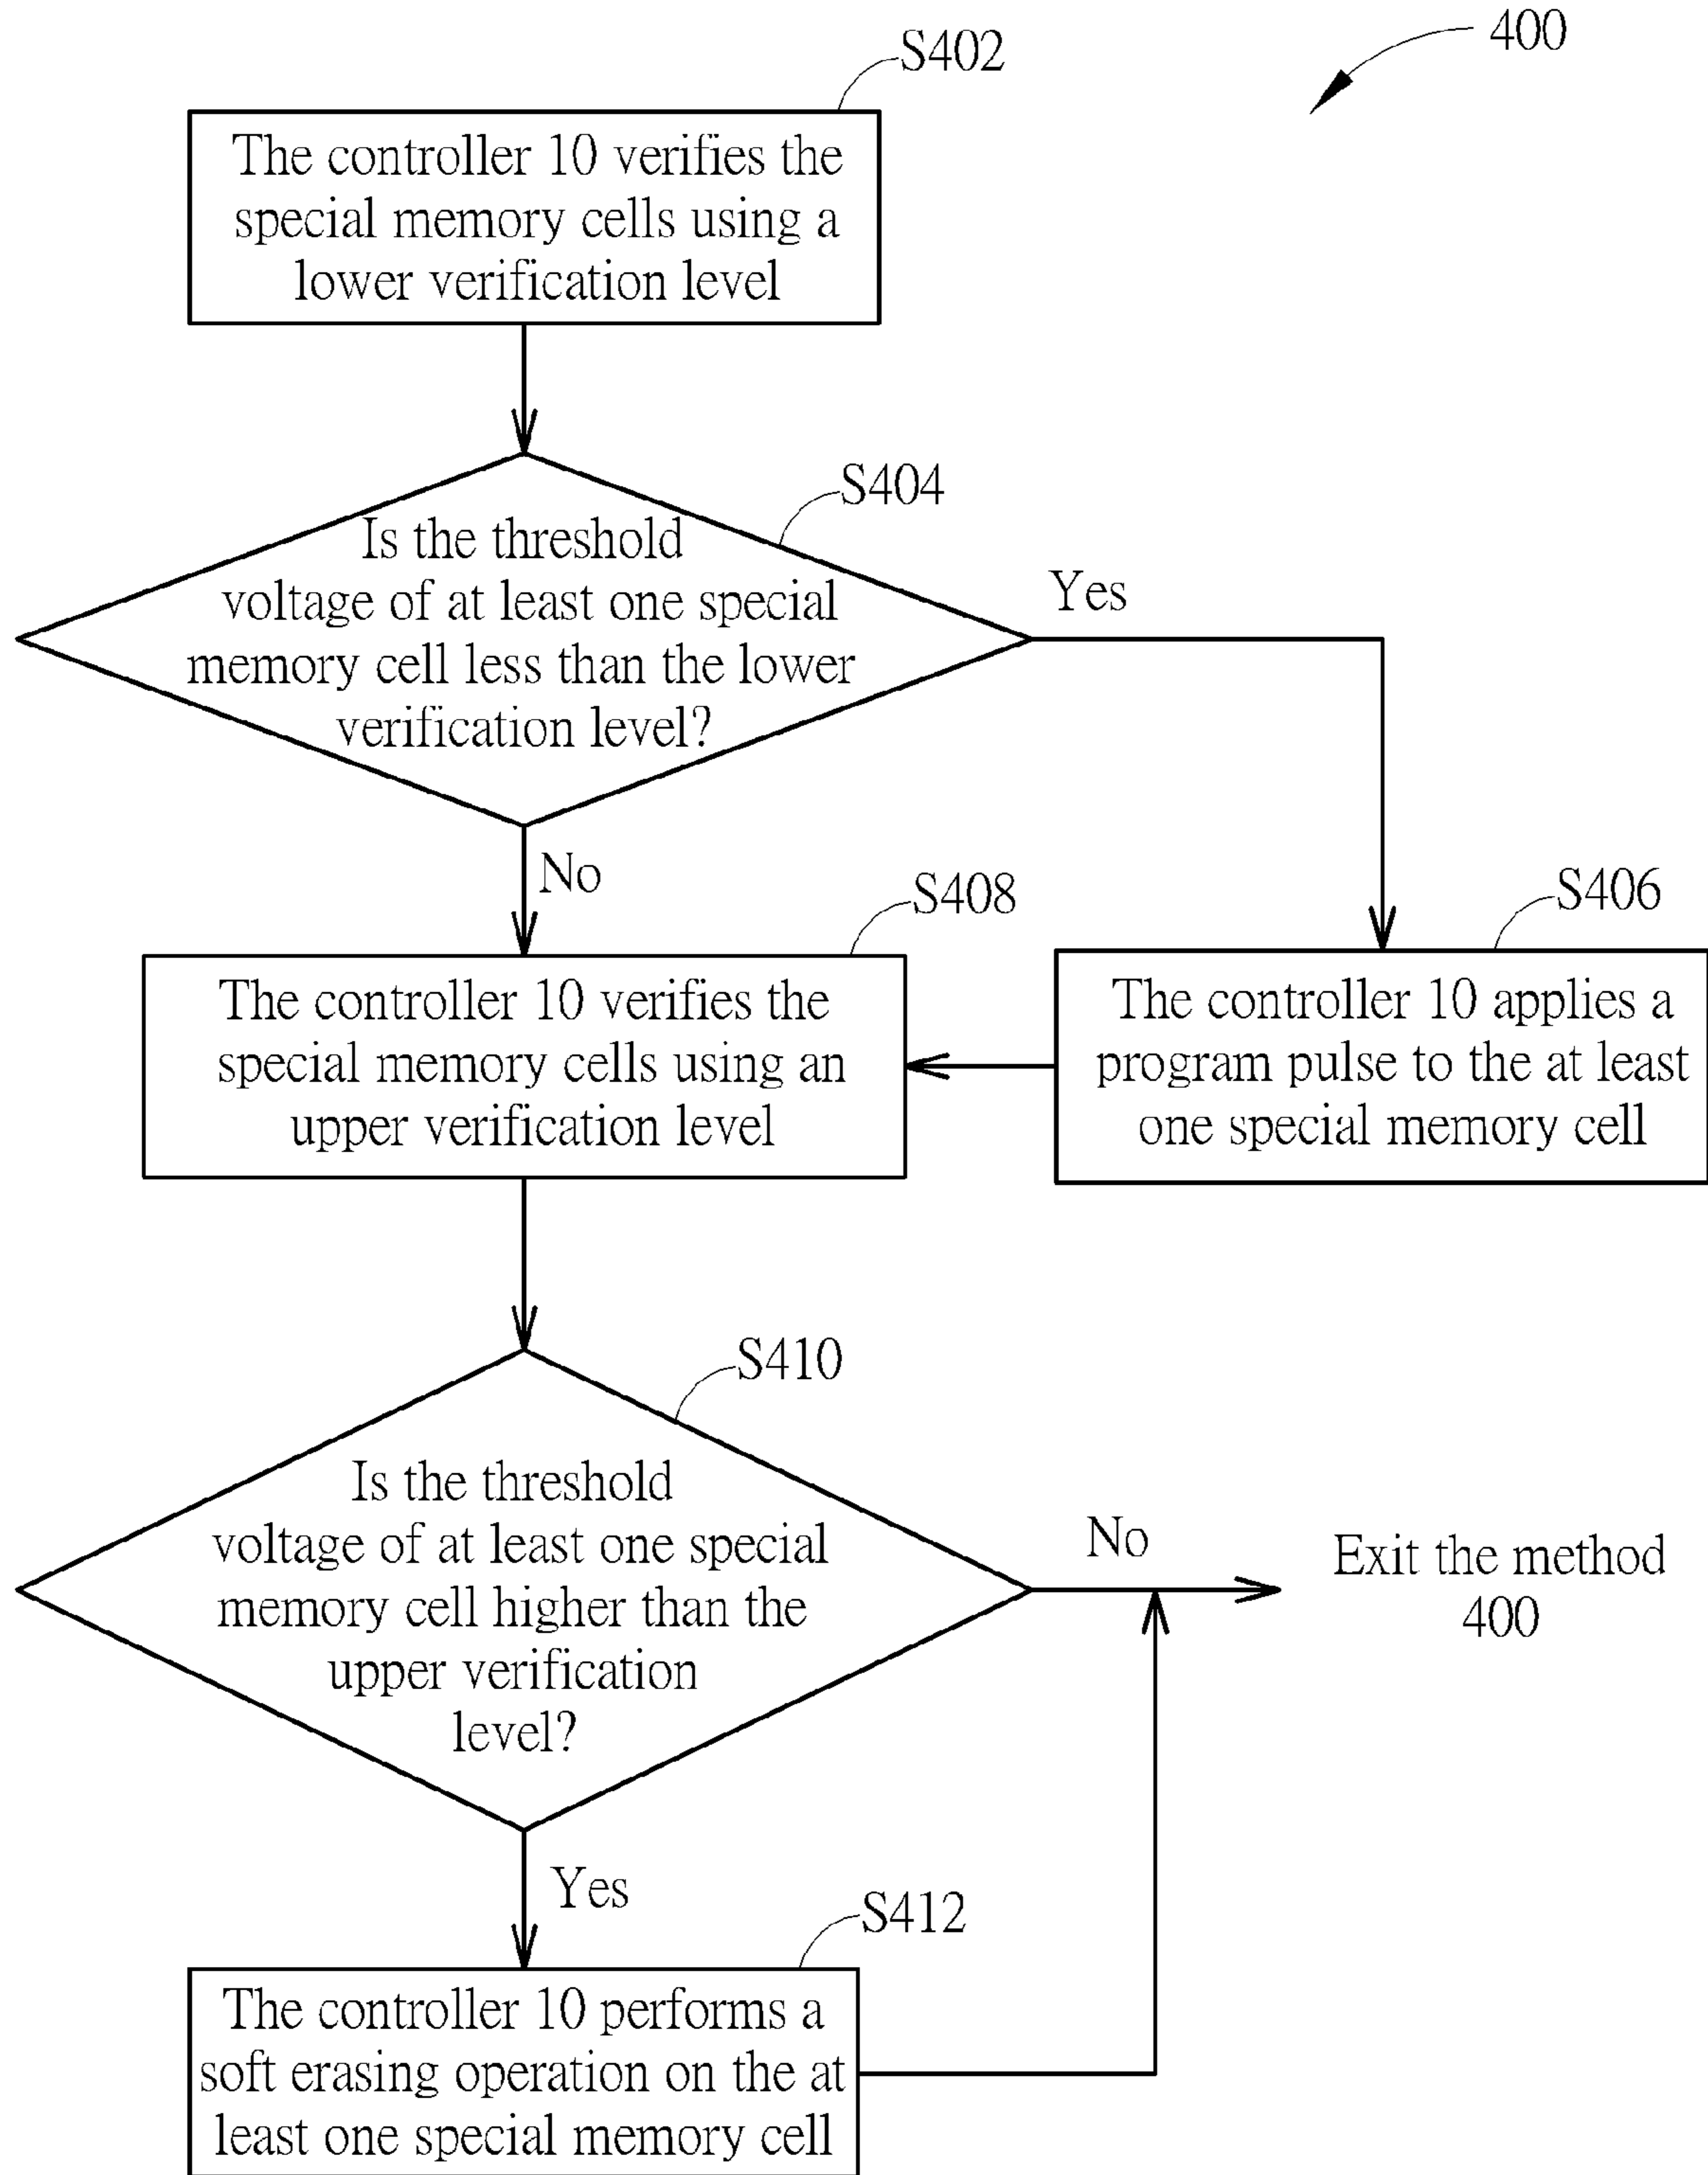 400
S402
The controller 10 verifies the
special memory cells using a
lower verification level
S404
Is the threshold
voltage of at least one special
memory cell less than the lower
verification level?
Yes
No
S408
The controller 10 verifies the
special memory cells using an
upper verification level
S406
The controller 10 applies a
program pulse to the at least
one special memory cell
S410
Is the threshold
voltage of at least one special
memory cell higher than the
upper verification
level?
No
Exit the method
400
Yes
S412
The controller 10 performs a
soft erasing operation on the at
least one special memory cell